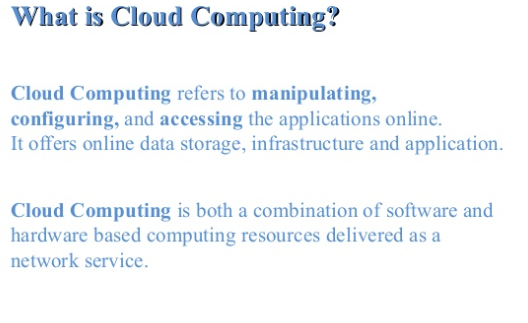 What is Cloud Computing?
Cloud Computing refers to manipulating,
configuring, and accessing the applications online.
It offers online data storage, infrastructure and application.
Cloud Computing is both a combination of software and
hardware based computing resources delivered as a
network service.